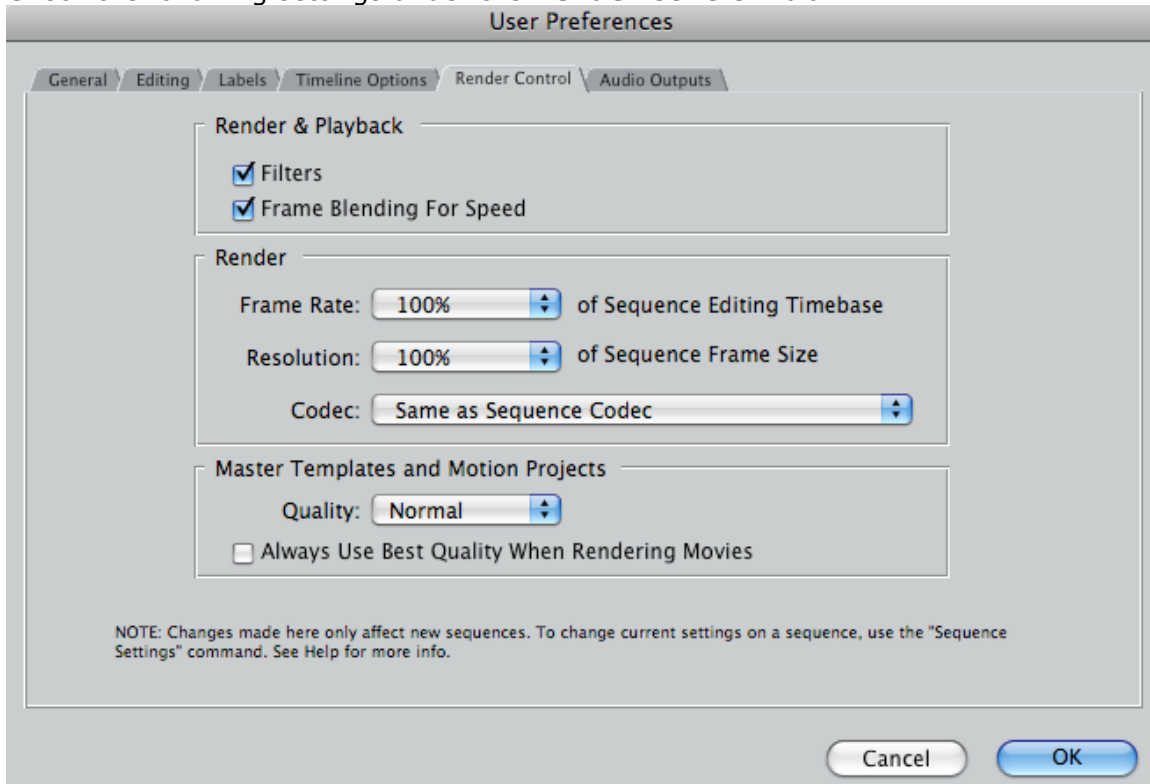 User Preferences
General Editing Labels Timeline Options Render Control Audio Outputs
Render & Playback
Filters
Frame Blending For Speed
Render
Frame Rate: 100% of Sequence Editing Timebase
Resolution: 100% of Sequence Frame Size
Codec: Same as Sequence Codec
Master Templates and Motion Projects
Quality: Normal
Always Use Best Quality When Rendering Movies
NOTE: Changes made here only affect new sequences. To change current settings on a sequence, use the "Sequence
Settings" command. See Help for more info.
Cancel OK